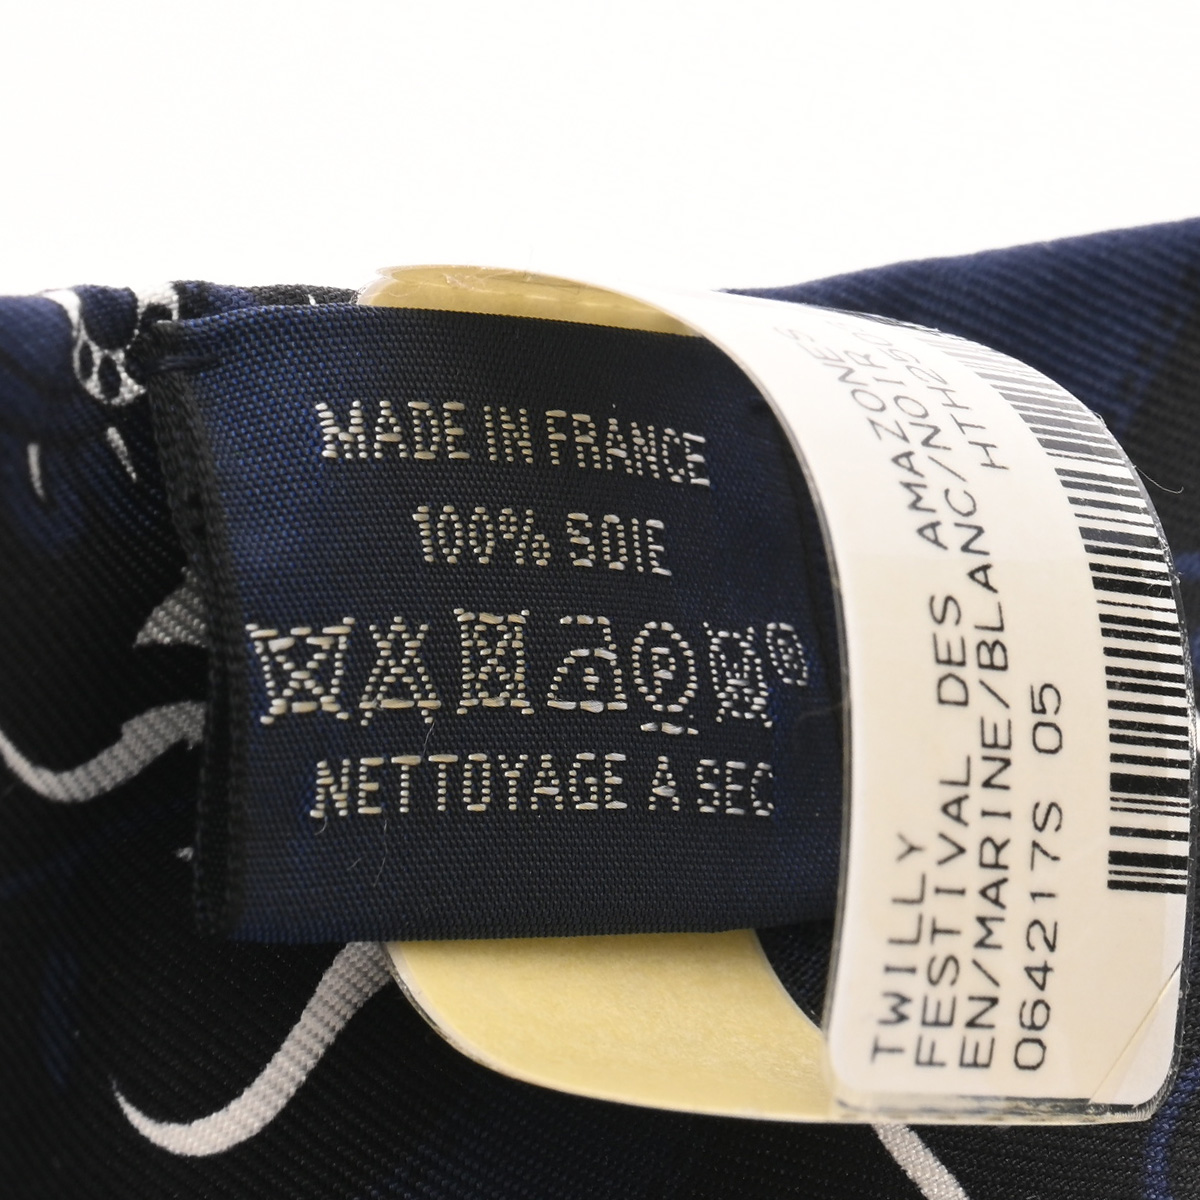 MADE IN FRANCE
100% SOIE
®
NETTOYAGE A SEC
TWILLY
FESTIVAL DES AMAZONES
EN/MARINE/BLANC/NOIR
064217S 05